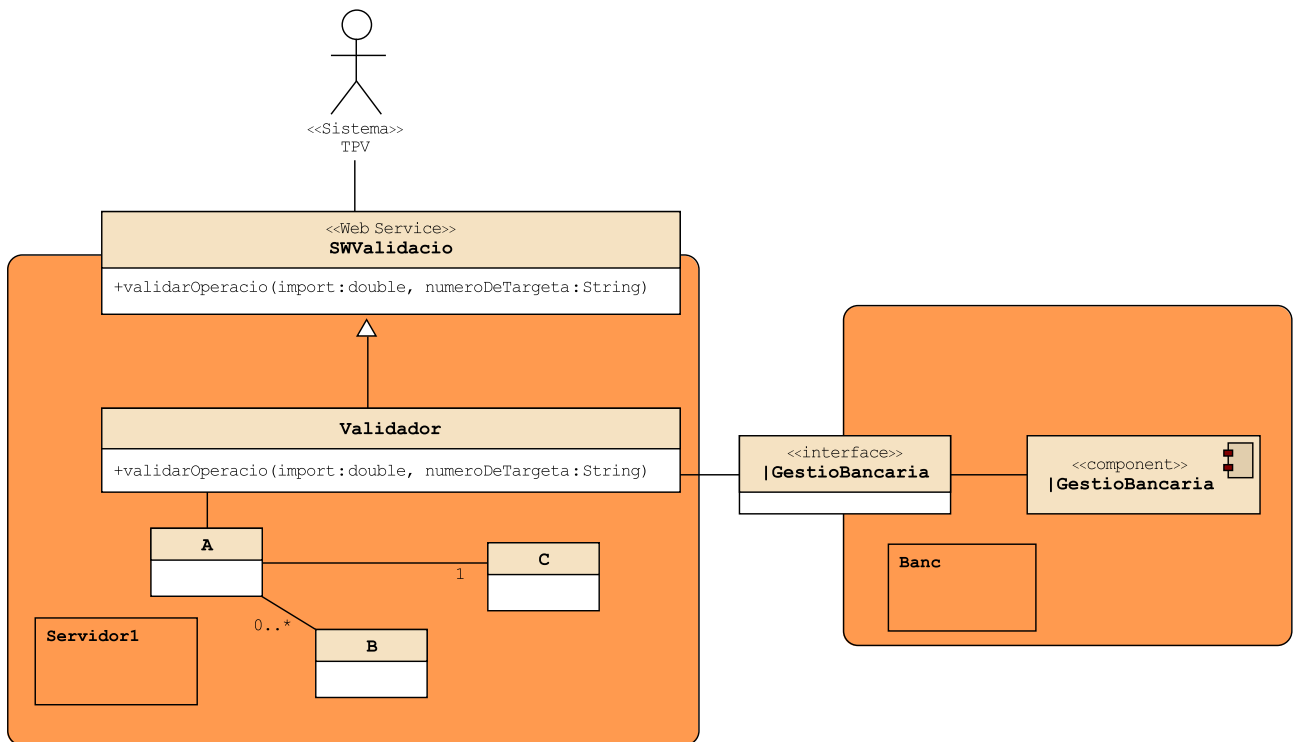 <<Sistema>>
TPV
<<Web Service>>
SWValidacio
+validarOperacio(import:double, numeroDeTargeta:String)
Validador
+validarOperacio(import:double, numeroDeTargeta:String)
<<interface>>
|GestioBancaria
<<component>>
|GestioBancaria
A
C
1
0..*
B
Servidor1
Banc